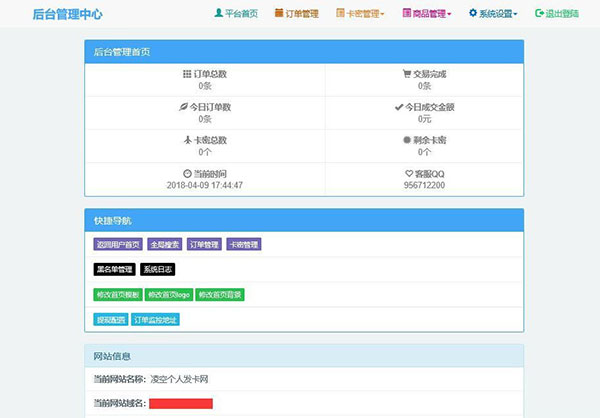 后台管理中心 平台首页 订单管理 卡密管理 商品管理 系统设置 退出登陆
后台管理首页
订单总数 交易完成
0条 0条
今日订单数 今日成交金额
0条 0元
卡密总数 剩余卡密
0个 0个
当前时间 客服QQ
2018-04-09 17:44:47 956712200
快捷导航
返回用户首页 全局搜索 订单管理 卡密管理
黑名单管理 系统日志
修改首页模板 修改首页logo 修改首页背景
提现配置 订单监控地址
网站信息
当前网站名称：凌空个人发卡网
当前网站域名：